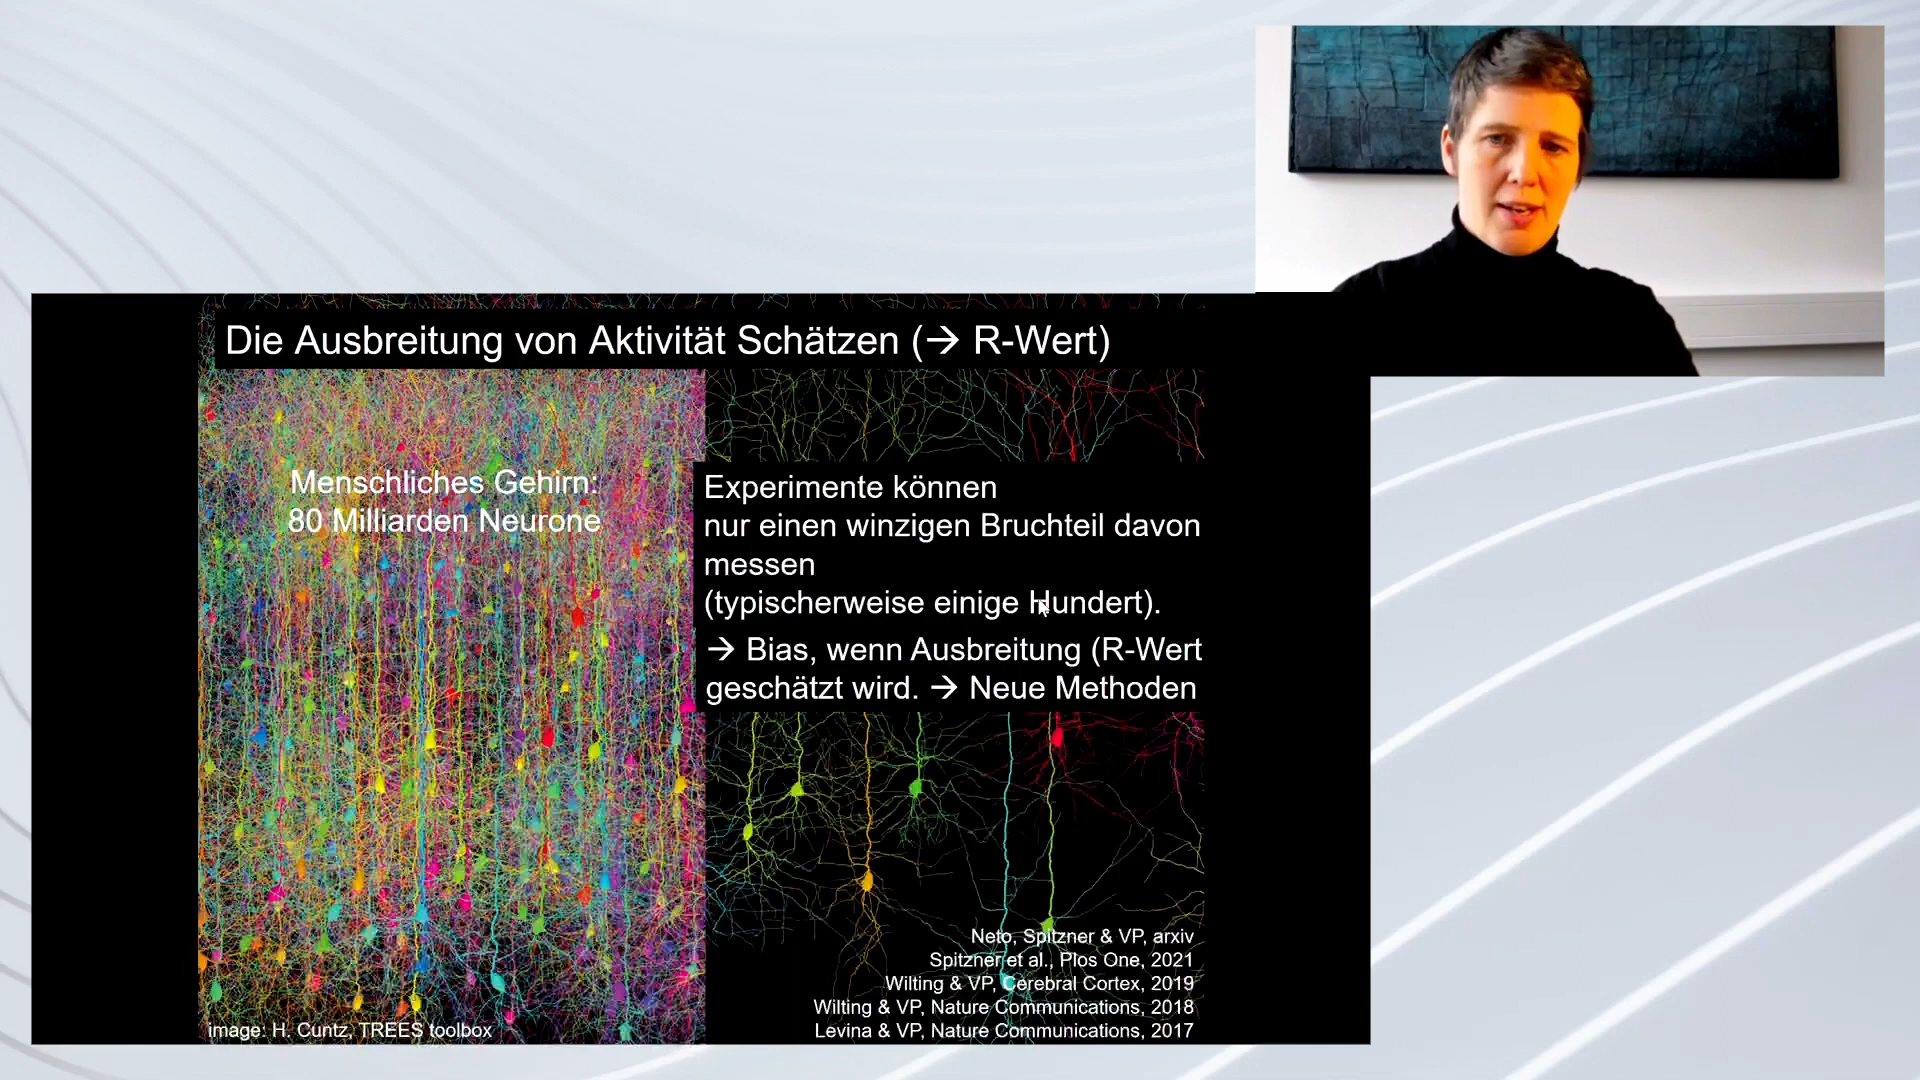 Die Ausbreitung von Aktivität Schätzen (→ R-Wert)
Menschliches Gehirn:
80 Milliarden Neurone
Experimente können
nur einen winzigen Bruchteil davon
messen
(typischerweise einige Hundert).
→ Bias, wenn Ausbreitung (R-Wert
geschätzt wird. → Neue Methoden
Neto, Spitzner & VP, arxiv
Spitzner et al., Plos One, 2021
Wilting & VP, Cerebral Cortex, 2019
Wilting & VP, Nature Communications, 2018
Levina & VP, Nature Communications, 2017
image: H. Cuntz, TREES toolbox